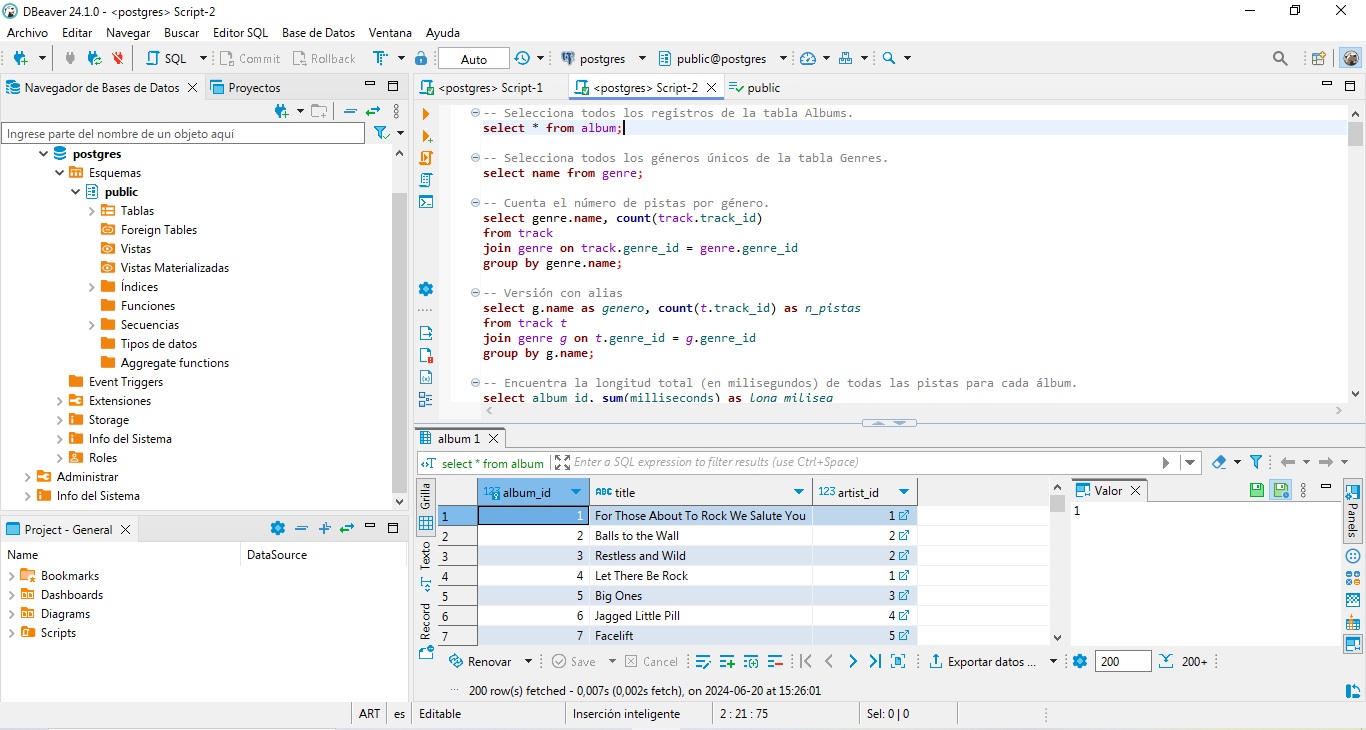 DBeaver 24.1.0 - <postgres> Script-2
Archivo Editar Navegar Buscar Editor SQL Base de Datos Ventana Ayuda
SQL Commit Rollback Auto postgres public@postgres
Navegador de Bases de Datos Proyectos
Ingrese parte del nombre de un objeto aquí
postgres
Esquemas
public
Tablas
Foreign Tables
Vistas
Vistas Materializadas
Índices
Funciones
Secuencias
Tipos de datos
Aggregate functions
Event Triggers
Extensiones
Storage
Info del Sistema
Roles
Administrar
Info del Sistema
Project - General
Name DataSource
Bookmarks
Dashboards
Diagrams
Scripts
<postgres> Script-1 <postgres> Script-2 public
-- Selecciona todos los registros de la tabla Albums.
select * from album;
-- Selecciona todos los géneros únicos de la tabla Genres.
select name from genre;
-- Cuenta el número de pistas por género.
select genre.name, count(track.track_id)
from track
join genre on track.genre_id = genre.genre_id
group by genre.name;
-- Versión con alias
select g.name as genero, count(t.track_id) as n_pistas
from track t
join genre g on t.genre_id = g.genre_id
group by g.name;
-- Encuentra la longitud total (en milisegundos) de todas las pistas para cada álbum.
select album_id, sum(milliseconds) as long_miliseg
album 1
select * from album Enter a SQL expression to filter results (use Ctrl+Space)
Grilla
Texto
Record
123 album_id ABC title 123 artist_id
1 1 For Those About To Rock We Salute You 1
2 2 Balls to the Wall 2
3 3 Restless and Wild 2
4 4 Let There Be Rock 1
5 5 Big Ones 3
6 6 Jagged Little Pill 4
7 7 Facelift 5
Valor
1
Panels
Renovar Save Cancel Exportar datos ... 200 200+
200 row(s) fetched - 0,007s (0,002s fetch), on 2024-06-20 at 15:26:01
ART es Editable Inserción inteligente 2 : 21 : 75 Sel: 0 | 0